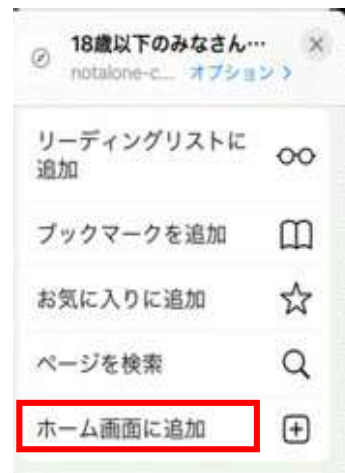 18歳以下のみなさん…
notalone-c... オプション >
リーディングリストに
追加
ブックマークを追加
お気に入りに追加
ページを検索
ホーム画面に追加